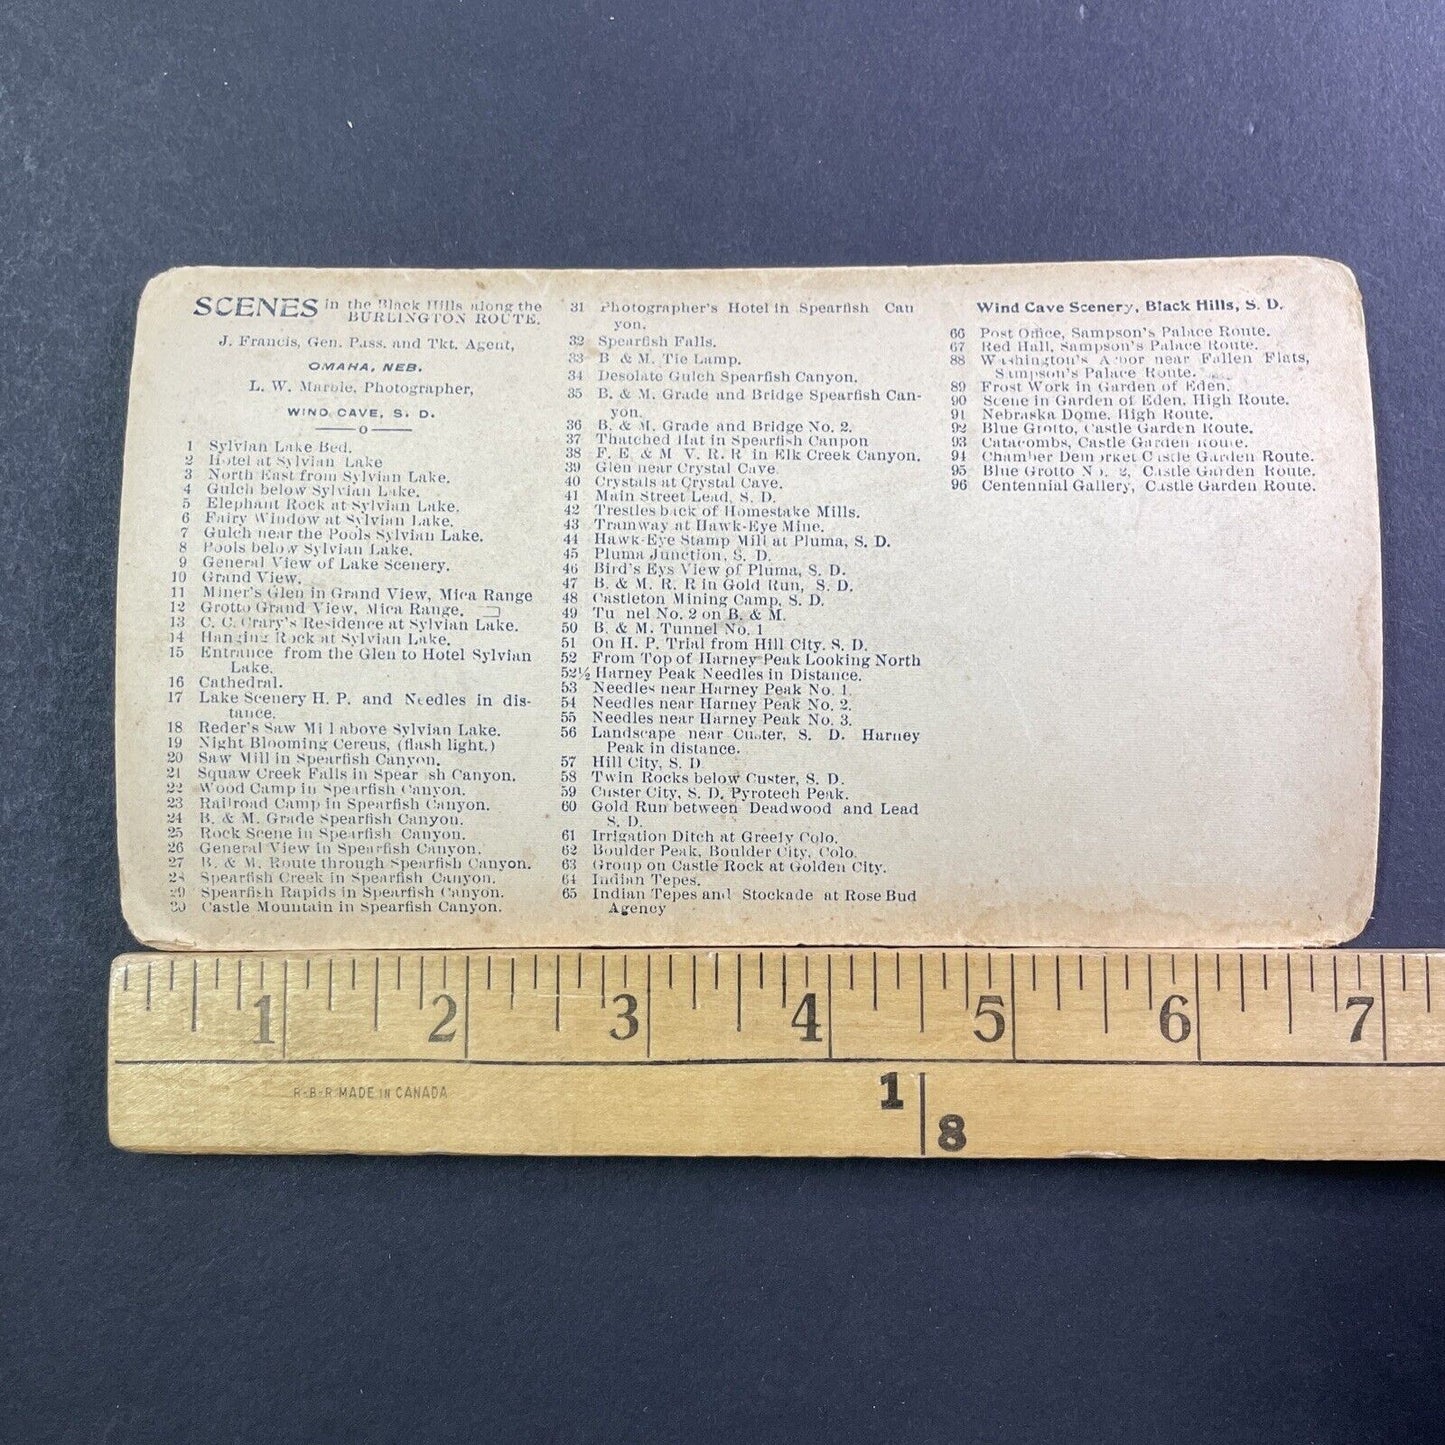 SCENES in the Black Hills along the
BURLINGTON ROUTE.
J. Francis, Gen. Pass. and Tkt. Agent,
OMAHA, NEB.
L. W. Marble, Photographer,
WIND CAVE, S. D.
1 Sylvian Lake Bed.
2 Hotel at Sylvian Lake
3 North East from Sylvian Lake.
4 Gulch below Sylvian Lake.
5 Elephant Rock at Sylvian Lake.
6 Fairy Window at Sylvian Lake.
7 Gulch near the Pools Sylvian Lake.
8 Pools below Sylvian Lake.
9 General View of Lake Scenery.
10 Grand View.
11 Miner's Glen in Grand View, Mica Range
12 Grotto Grand View, Mica Range.
13 C. C. Crary's Residence at Sylvian Lake.
14 Hanging Rock at Sylvian Lake.
15 Entrance from the Glen to Hotel Sylvian
Lake.
16 Cathedral.
17 Lake Scenery H. P. and Needles in dis-
tance.
18 Reder's Saw Mill above Sylvian Lake.
19 Night Blooming Cereus, (flash light.)
20 Saw Mill in Spearfish Canyon.
21 Squaw Creek Falls in Spear sh Canyon.
22 Wood Camp in Spearfish Canyon.
23 Railroad Camp in Spearfish Canyon.
24 B. & M. Grade Spearfish Canyon.
25 Rock Scene in Spearfish Canyon.
26 General View in Spearfish Canyon.
27 B. & M. Route through Spearfish Canyon.
28 Spearfish Creek in Spearfish Canyon.
29 Spearfish Rapids in Spearfish Canyon.
30 Castle Mountain in Spearfish Canyon.
31 Photographer's Hotel in Spearfish Can
yon.
32 Spearfish Falls.
33 B & M. Tie Lamp.
34 Desolate Gulch Spearfish Canyon.
35 B. & M. Grade and Bridge Spearfish Can-
yon.
36 B. & M. Grade and Bridge No. 2.
37 Thatched Hat in Spearfish Canpon
38 F. E. & M V. R. R in Elk Creek Canyon.
39 Glen near Crystal Cave.
40 Crystals at Crystal Cave.
41 Main Street Lead, S. D.
42 Trestles back of Homestake Mills.
43 Tramway at Hawk-Eye Mine.
44 Hawk-Eye Stamp Mill at Pluma, S. D.
45 Pluma Junction, S. D.
46 Bird's Eys View of Pluma, S. D.
47 B. & M. R. R in Gold Run, S. D.
48 Castleton Mining Camp, S. D.
49 Tu nel No. 2 on B. & M.
50 B. & M. Tunnel No. 1
51 On H. P. Trial from Hill City, S. D.
52 From Top of Harney Peak Looking North
52½ Harney Peak Needles in Distance.
53 Needles near Harney Peak No. 1.
54 Needles near Harney Peak No. 2.
55 Needles near Harney Peak No. 3.
56 Landscape near Custer, S. D. Harney
Peak in distance.
57 Hill City, S. D
58 Twin Rocks below Custer, S. D.
59 Custer City, S. D. Pyrotech Peak.
60 Gold Run between Deadwood and Lead
S. D.
61 Irrigation Ditch at Greely Colo.
62 Boulder Peak, Boulder City, Colo.
63 Group on Castle Rock at Golden City.
64 Indian Tepes.
65 Indian Tepes and Stockade at Rose Bud
Agency
Wind Cave Scenery, Black Hills, S. D.
66 Post Office, Sampson's Palace Route.
67 Red Hall, Sampson's Palace Route.
88 Washington's Arbor near Fallen Flats,
Sampson's Palace Route.
89 Frost Work in Garden of Eden.
90 Scene in Garden of Eden, High Route.
91 Nebraska Dome, High Route.
92 Blue Grotto, Castle Garden Route.
93 Catacombs, Castle Garden Route.
94 Chamber Demorket Castle Garden Route.
95 Blue Grotto No. 2, Castle Garden Route.
96 Centennial Gallery, Castle Garden Route.
1 2 3 4 5 6 7
R-B-R MADE IN CANADA
1
8